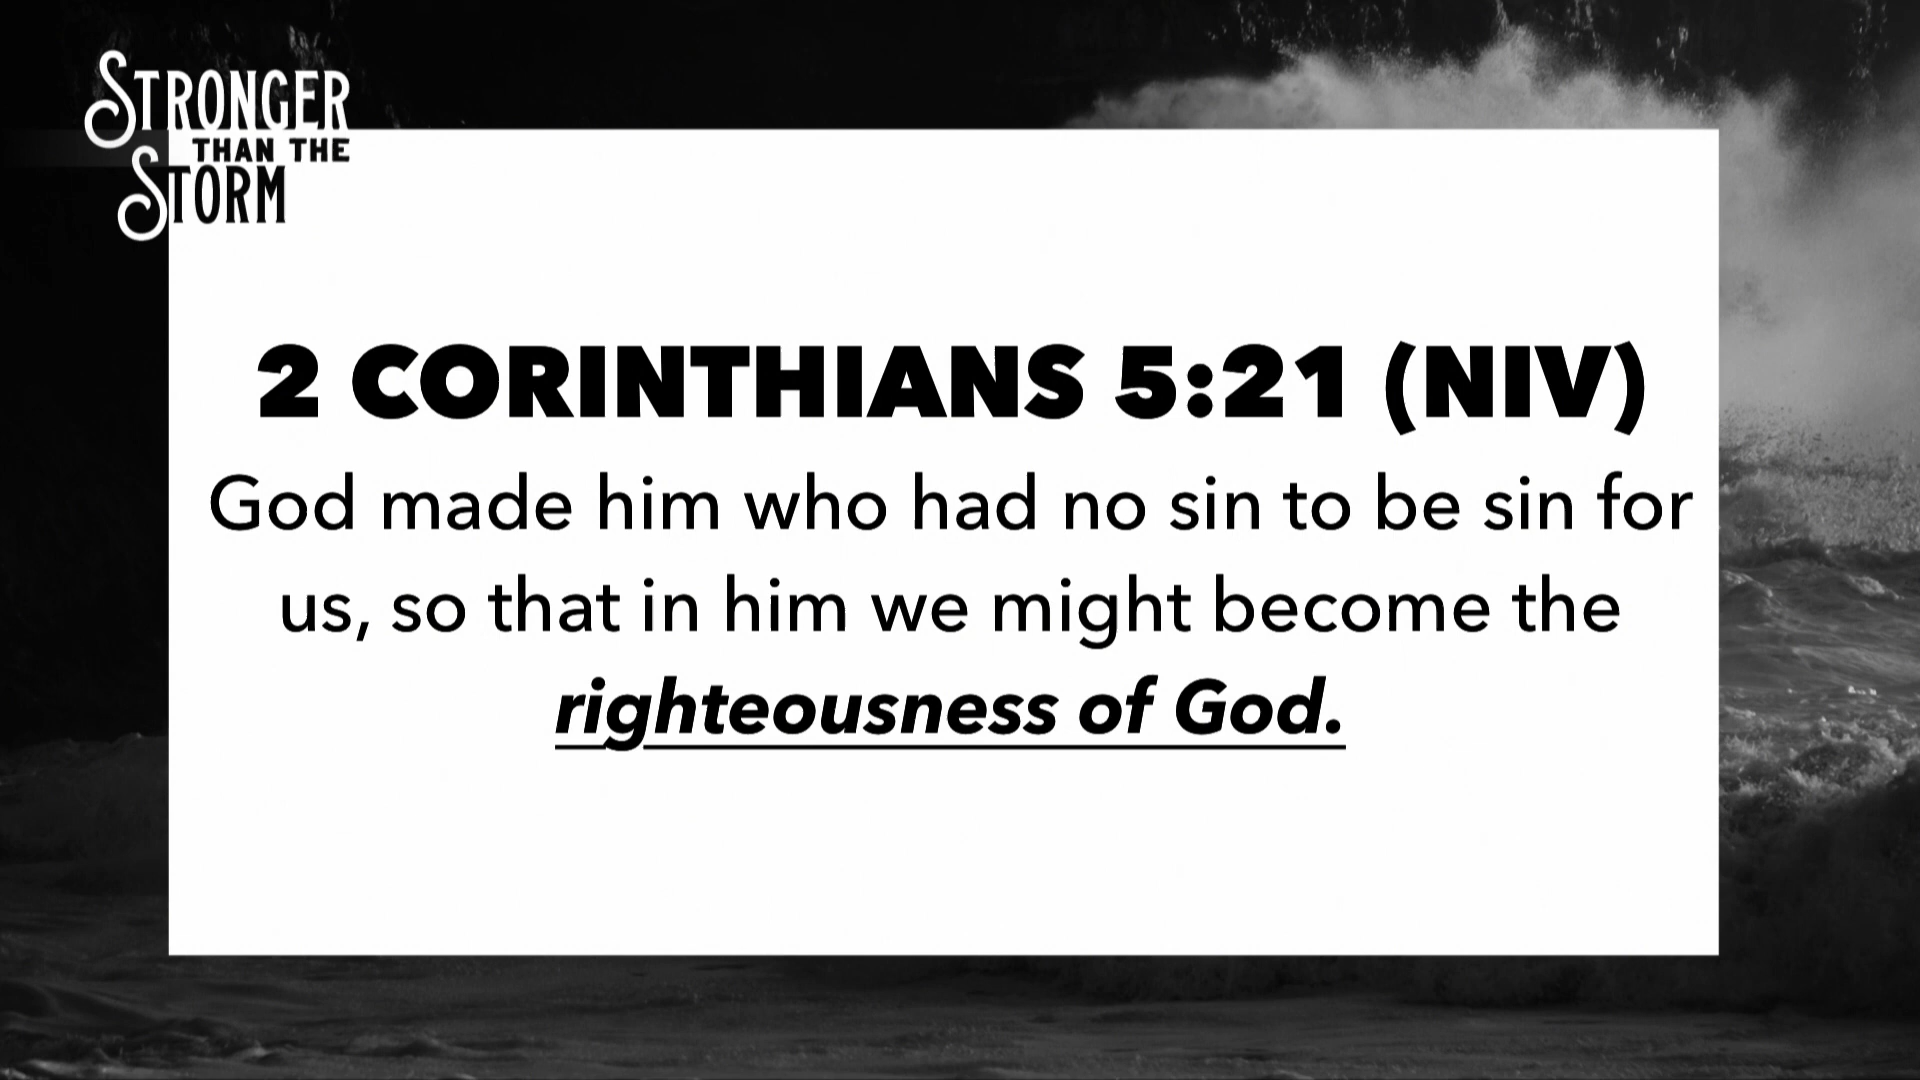 STRONGER
THAN THE
STORM
2 CORINTHIANS 5:21 (NIV)
God made him who had no sin to be sin for
us, so that in him we might become the
righteousness of God.